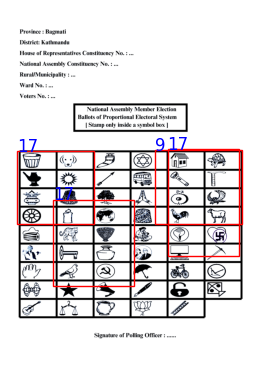 Province : Bagmati
District: Kathmandu
House of Representatives Constituency No. : ...
National Assembly Constituency No. : ...
Rural/Municipality : ...
Ward No. : ...
Voters No. : ...
National Assembly Member Election
Ballots of Proportional Electoral System
[ Stamp only inside a symbol box ]
17
9
17
Signature of Polling Officer : ......